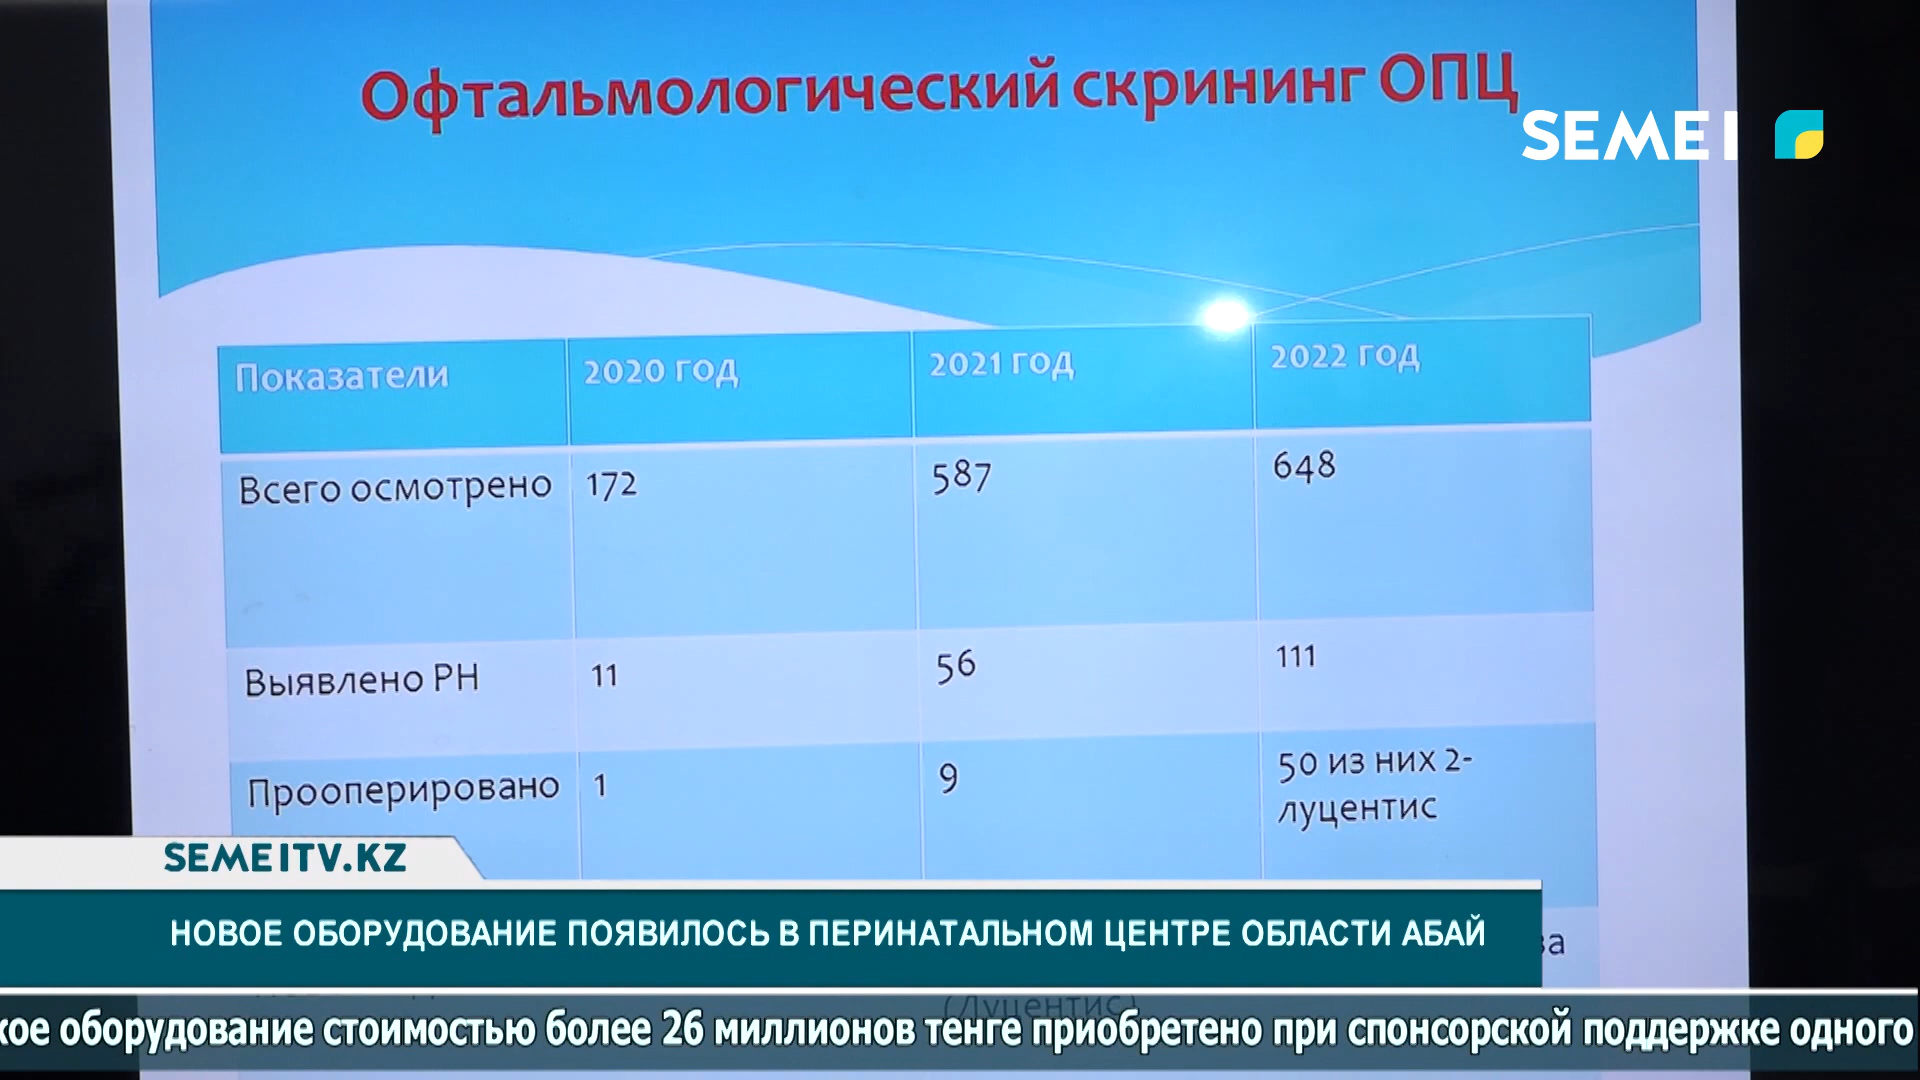 Офтальмологический скрининг ОПЦ
SEMEI
Показатели 2020 год 2021 год 2022 год
Всего осмотрено 172 587 648
Выявлено РН 11 56 111
Прооперировано 1 9 50 из них 2-
луцентис
SEMEITV.KZ
НОВОЕ ОБОРУДОВАНИЕ ПОЯВИЛОСЬ В ПЕРИНАТАЛЬНОМ ЦЕНТРЕ ОБЛАСТИ АБАЙ
(Луцентис)
кое оборудование стоимостью более 26 миллионов тенге приобретено при спонсорской поддержке одного